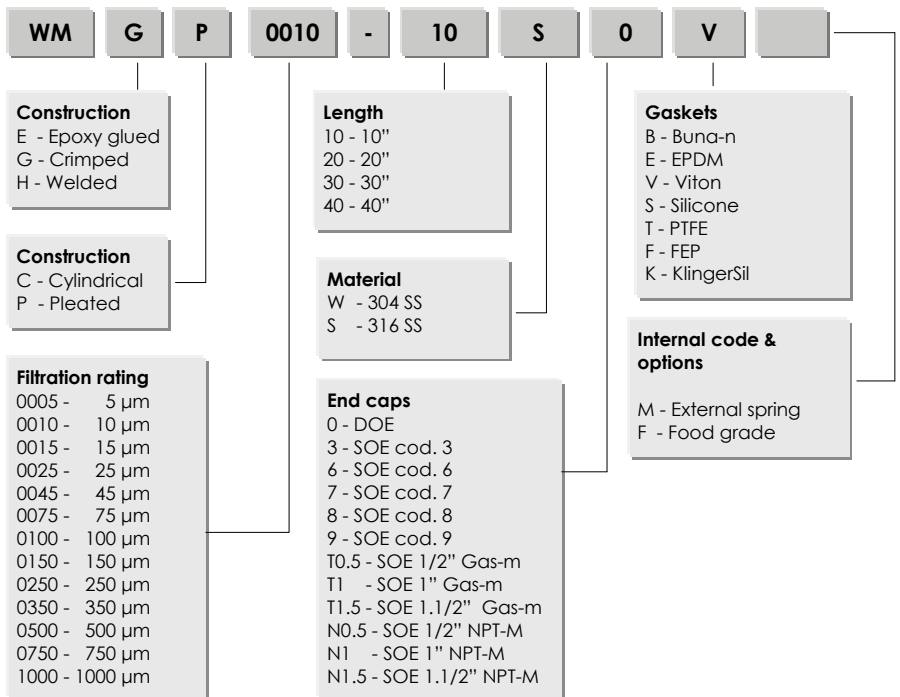 WM G P 0010 - 10 S 0 V
Construction
E - Epoxy glued
G - Crimped
H - Welded
Construction
C - Cylindrical
P - Pleated
Filtration rating
0005 - 5 µm
0010 - 10 µm
0015 - 15 µm
0025 - 25 µm
0045 - 45 µm
0075 - 75 µm
0100 - 100 µm
0150 - 150 µm
0250 - 250 µm
0350 - 350 µm
0500 - 500 µm
0750 - 750 µm
1000 - 1000 µm
Length
10 - 10”
20 - 20”
30 - 30”
40 - 40”
Material
W - 304 SS
S - 316 SS
End caps
0 - DOE
3 - SOE cod. 3
6 - SOE cod. 6
7 - SOE cod. 7
8 - SOE cod. 8
9 - SOE cod. 9
T0.5 - SOE 1/2” Gas-m
T1 - SOE 1” Gas-m
T1.5 - SOE 1.1/2” Gas-m
N0.5 - SOE 1/2” NPT-M
N1 - SOE 1” NPT-M
N1.5 - SOE 1.1/2” NPT-M
Gaskets
B - Buna-n
E - EPDM
V - Viton
S - Silicone
T - PTFE
F - FEP
K - KlingerSil
Internal code &
options
M - External spring
F - Food grade